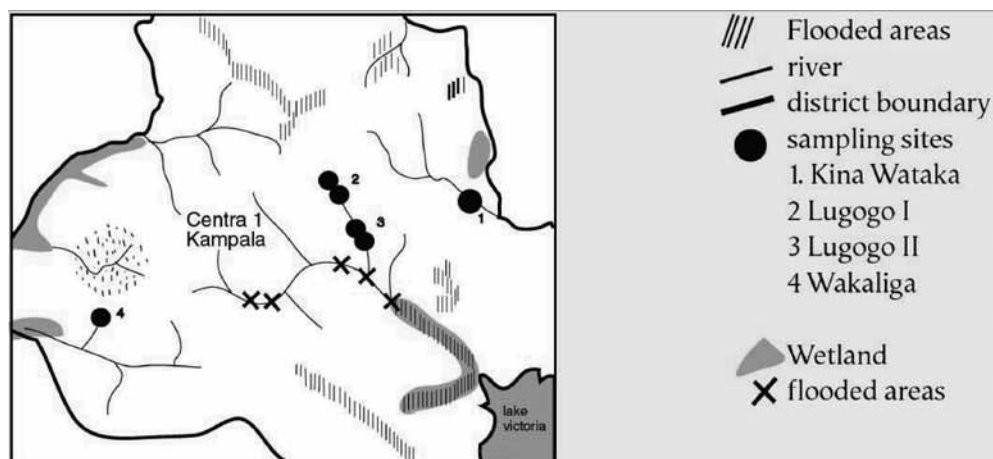 Centra 1
Kampala
2
3
1
4
lake
victoria
Flooded areas
river
district boundary
sampling sites
1. Kina Wataka
2 Lugogo I
3 Lugogo II
4 Wakaliga
Wetland
flooded areas